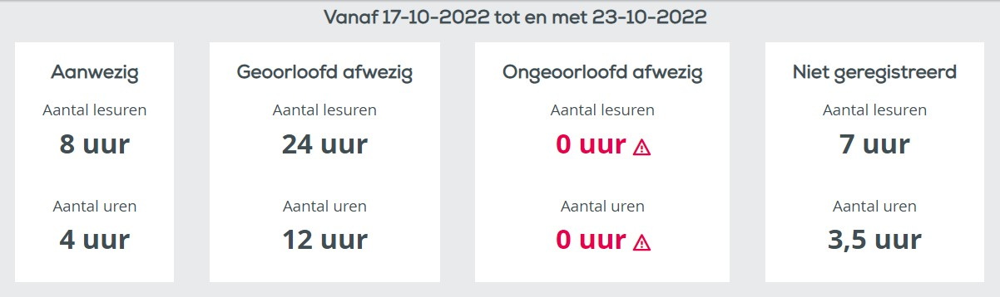 Vanaf 17-10-2022 tot en met 23-10-2022
Aanwezig
Aantal lesuren
8 uur
Aantal uren
4 uur
Geoorloofd afwezig
Aantal lesuren
24 uur
Aantal uren
12 uur
Ongeoorloofd afwezig
Aantal lesuren
0 uur
Aantal uren
0 uur
Niet geregistreerd
Aantal lesuren
7 uur
Aantal uren
3,5 uur